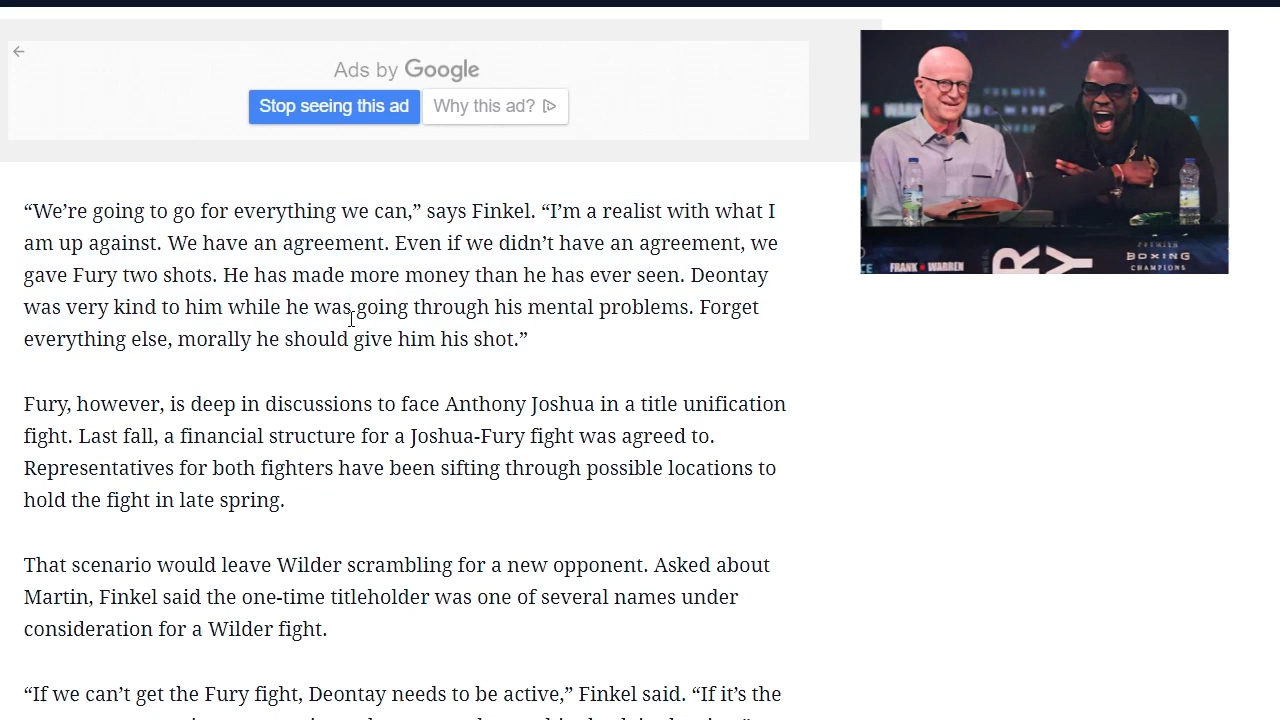 Ads by Google
Stop seeing this ad
Why this ad?
“We’re going to go for everything we can,” says Finkel. “I’m a realist with what I
am up against. We have an agreement. Even if we didn’t have an agreement, we
gave Fury two shots. He has made more money than he has ever seen. Deontay
was very kind to him while he was going through his mental problems. Forget
everything else, morally he should give him his shot.”
Fury, however, is deep in discussions to face Anthony Joshua in a title unification
fight. Last fall, a financial structure for a Joshua-Fury fight was agreed to.
Representatives for both fighters have been sifting through possible locations to
hold the fight in late spring.
That scenario would leave Wilder scrambling for a new opponent. Asked about
Martin, Finkel said the one-time titleholder was one of several names under
consideration for a Wilder fight.
“If we can’t get the Fury fight, Deontay needs to be active,” Finkel said. “If it’s the
PREMIER
FRANK WARREN
RY
PREMIER
BOXING
CHAMPIONS